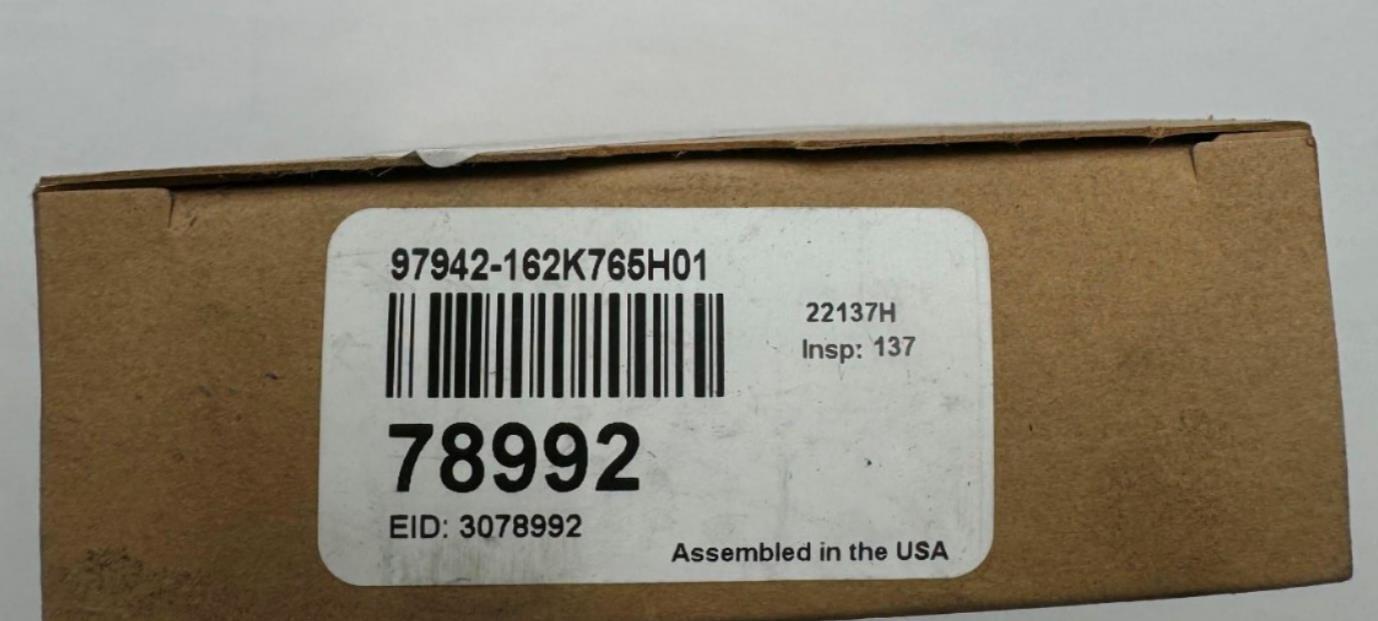 97942-162K765H01
22137H
Insp: 137
78992
EID: 3078992
Assembled in the USA